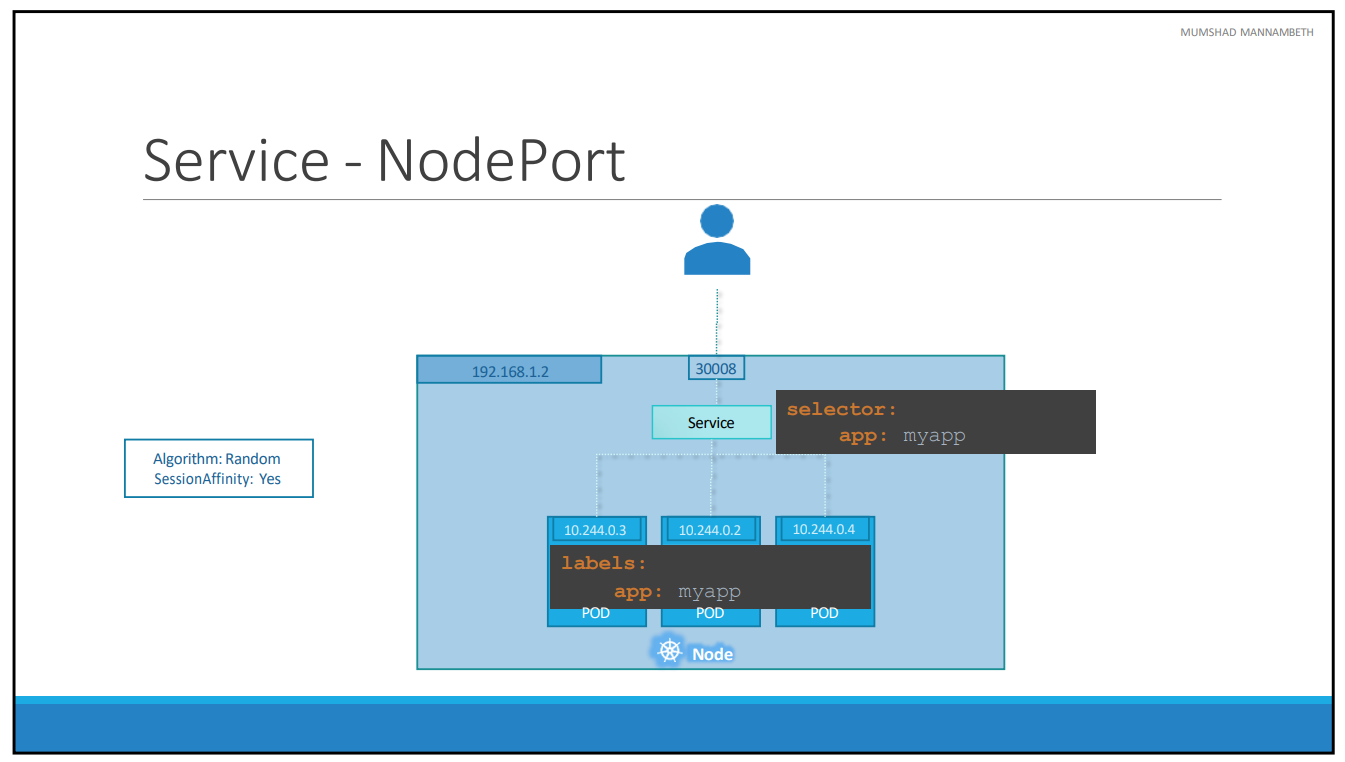 MUMSHAD MANNAMBETH
Service - NodePort
192.168.1.2
30008
Service
selector:
app: myapp
Algorithm: Random
SessionAffinity: Yes
10.244.0.3
10.244.0.2
10.244.0.4
labels:
app: myapp
POD
POD
POD
Node